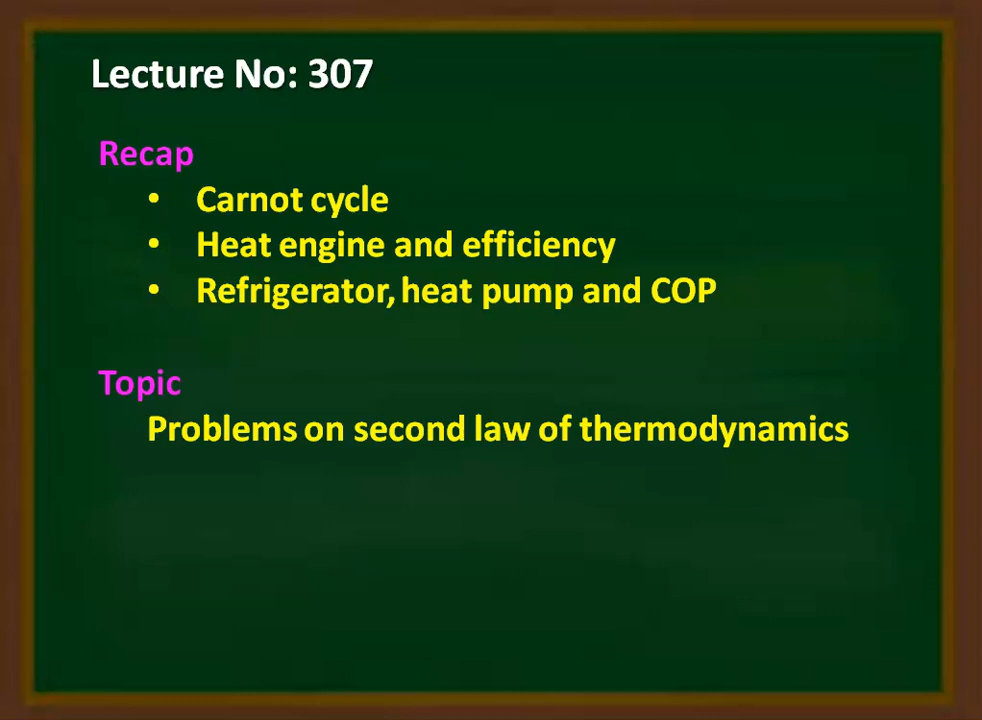 Lecture No: 307
Recap
• Carnot cycle
• Heat engine and efficiency
• Refrigerator, heat pump and COP
Topic
Problems on second law of thermodynamics